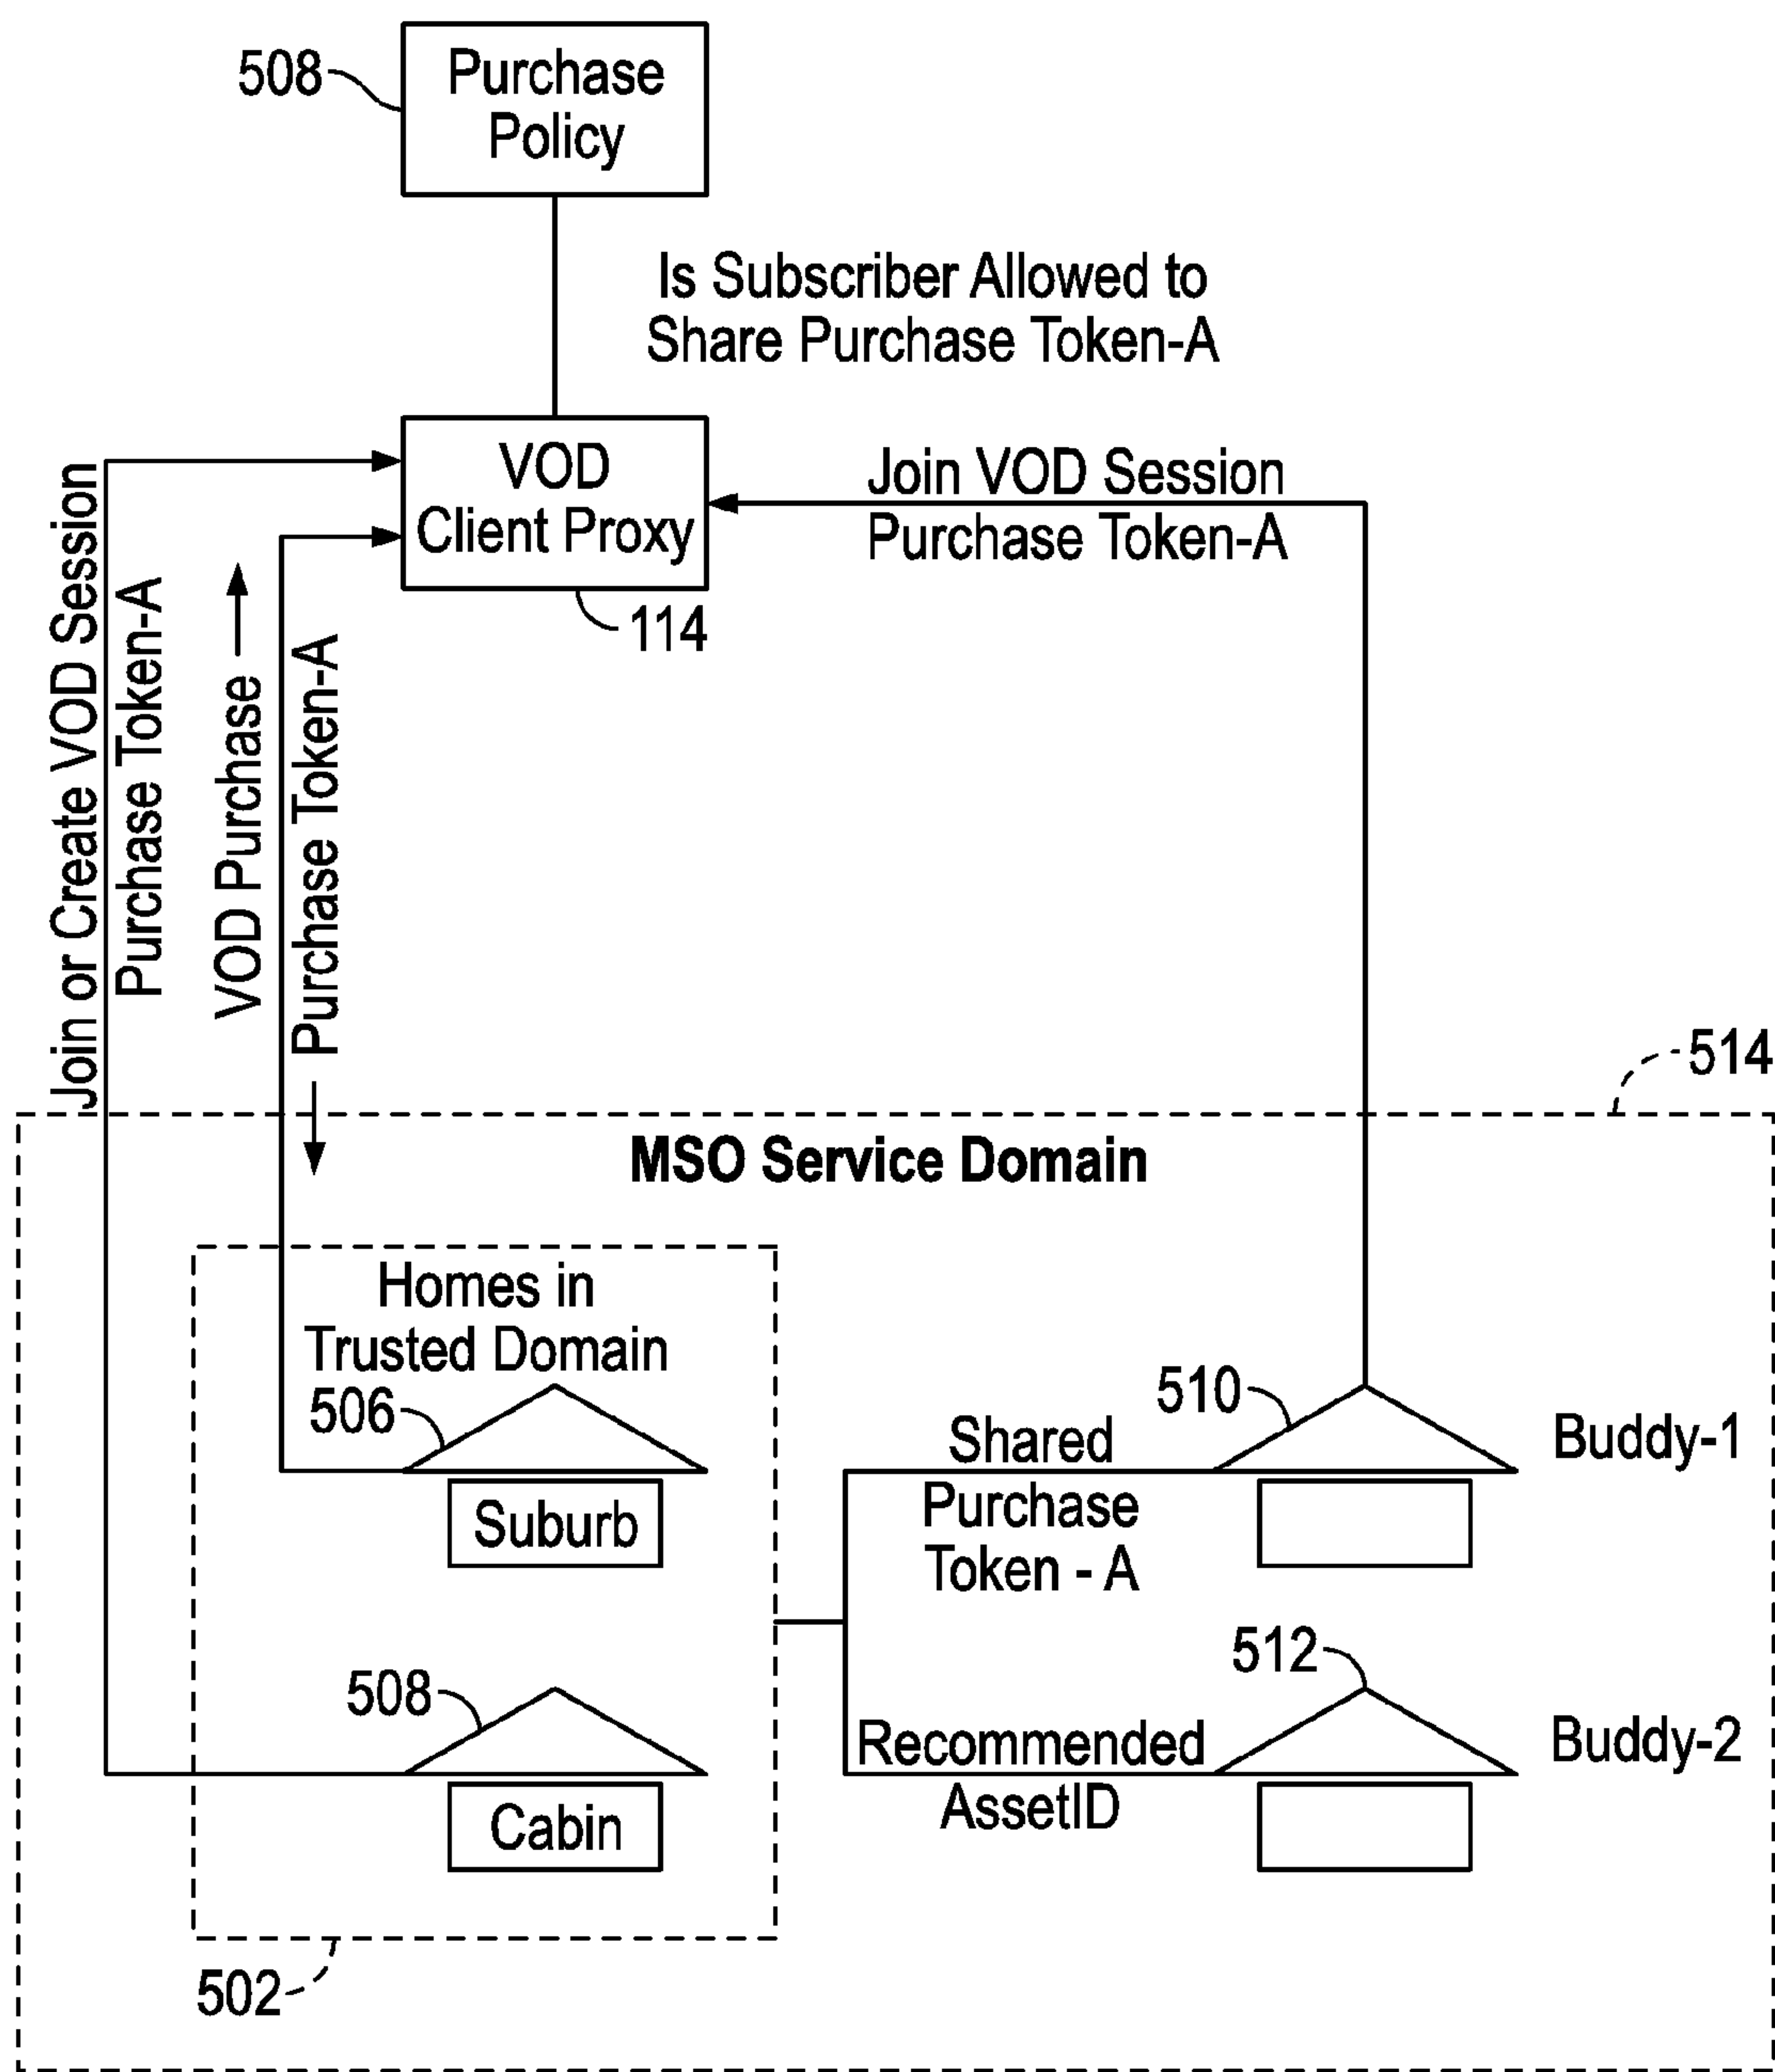 508
Purchase
Policy
Is Subscriber Allowed to
Share Purchase Token-A
VOD
Client Proxy
114
Join VOD Session
Purchase Token-A
Join or Create VOD Session
Purchase Token-A
VOD Purchase
Purchase Token-A
514
MSO Service Domain
Homes in
Trusted Domain
506
Suburb
508
Cabin
502
Shared
Purchase
Token - A
510
Buddy-1
512
Recommended
AssetID
Buddy-2